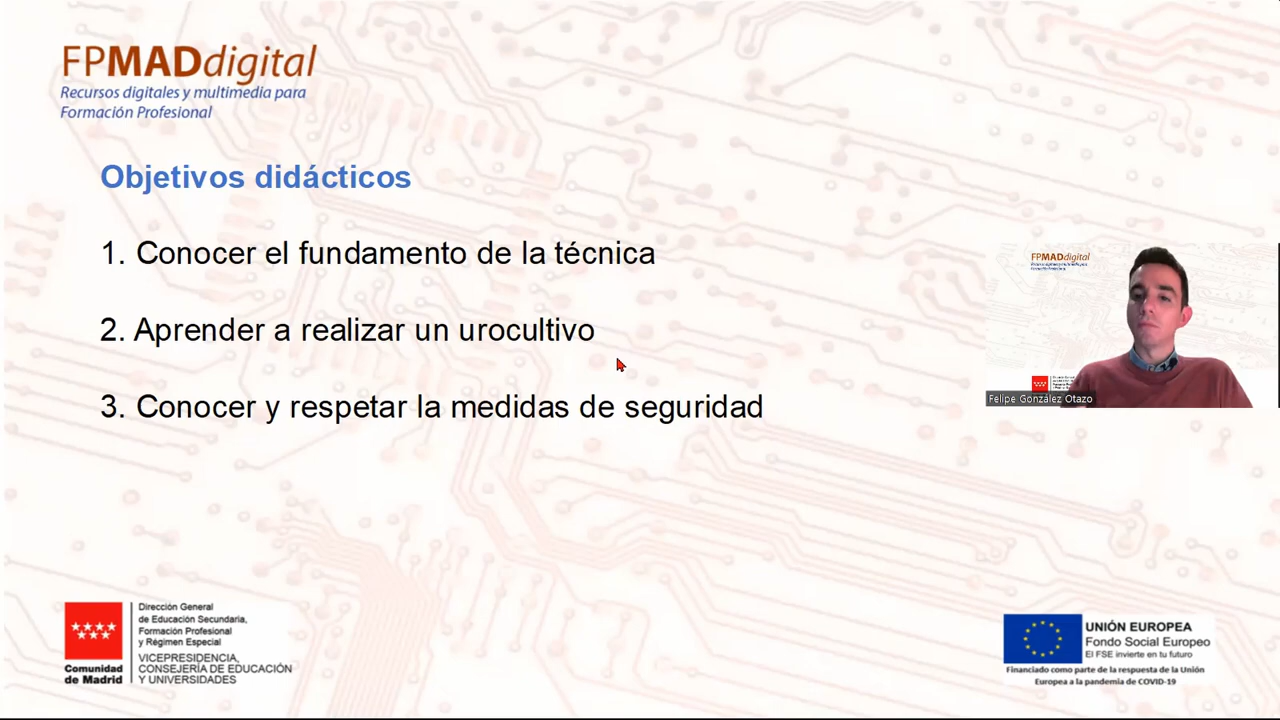 FPMADdigital
Recursos digitales y multimedia para
Formación Profesional
Objetivos didácticos
1. Conocer el fundamento de la técnica
2. Aprender a realizar un urocultivo
3. Conocer y respetar la medidas de seguridad
FPMADdigital
Felipe González Otazo
Comunidad
de Madrid
Dirección General
de Educación Secundaria,
Formación Profesional
y Régimen Especial
VICEPRESIDENCIA,
CONSEJERÍA DE EDUCACIÓN
Y UNIVERSIDADES
UNIÓN EUROPEA
Fondo Social Europeo
El FSE invierte en tu futuro
Financiado como parte de la respuesta de la Unión
Europea a la pandemia de COVID-19